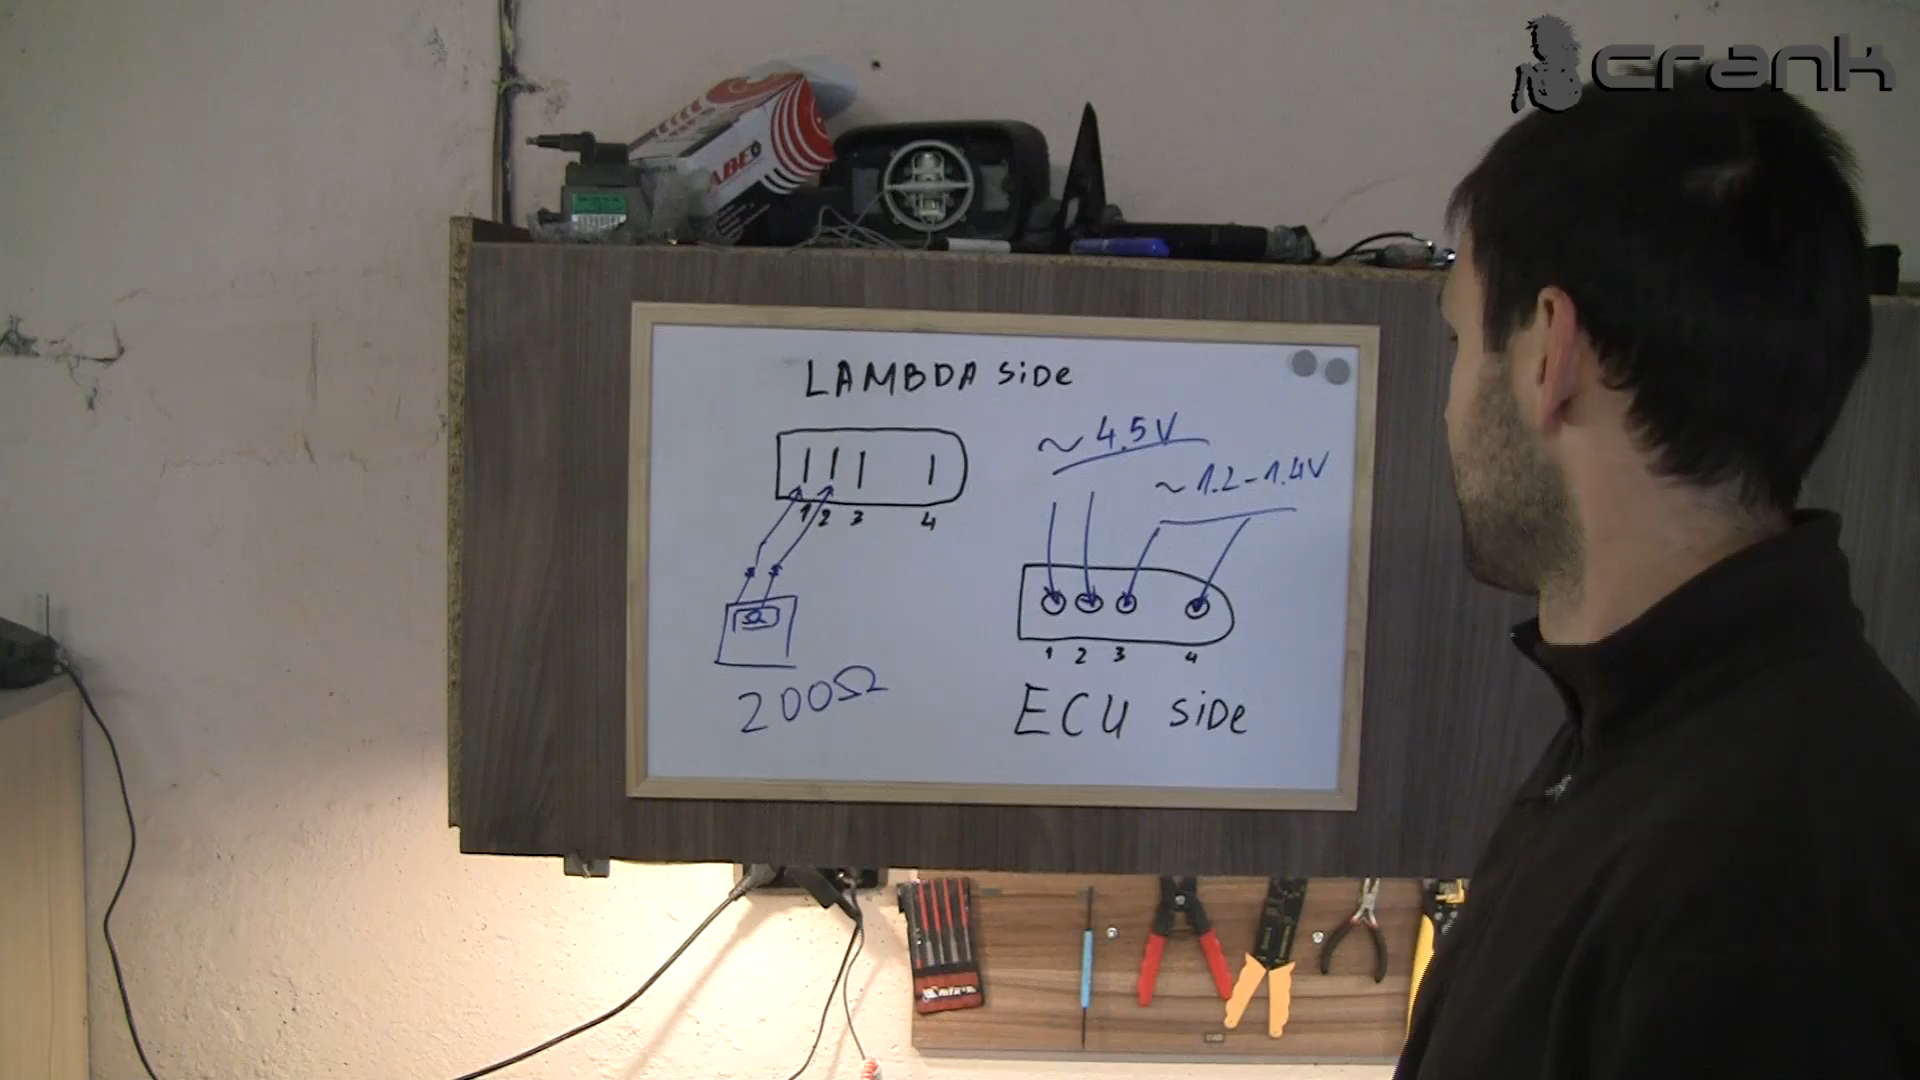 crank
ABE
LAMBDA SiDe
~ 4.5V
~1.2-1.4V
1 2 3 4
Ω
200Ω
1 2 3 4
ECU SiDe